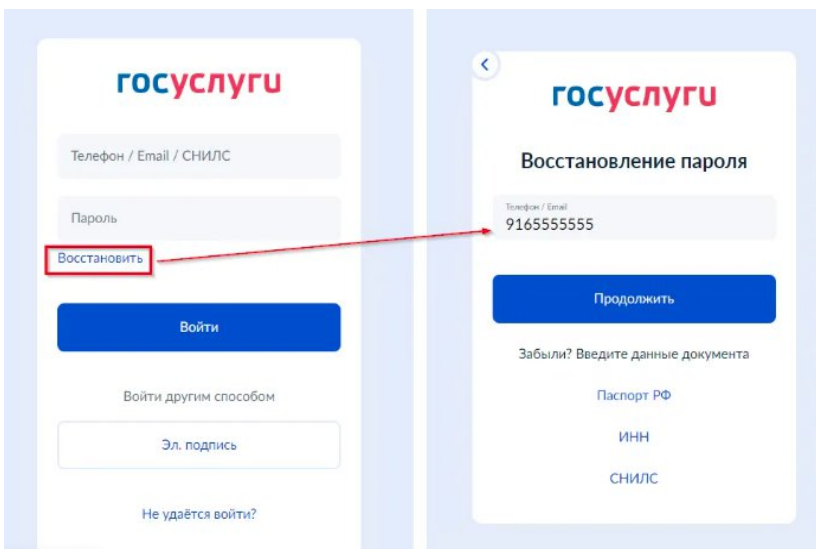 госуслуги
Телефон / Email / СНИЛС
Пароль
Восстановить
Войти
Войти другим способом
Эл. подпись
Не удаётся войти?
госуслуги
Восстановление пароля
Телефон / Email
9165555555
Продолжить
Забыли? Введите данные документа
Паспорт РФ
ИНН
СНИЛС